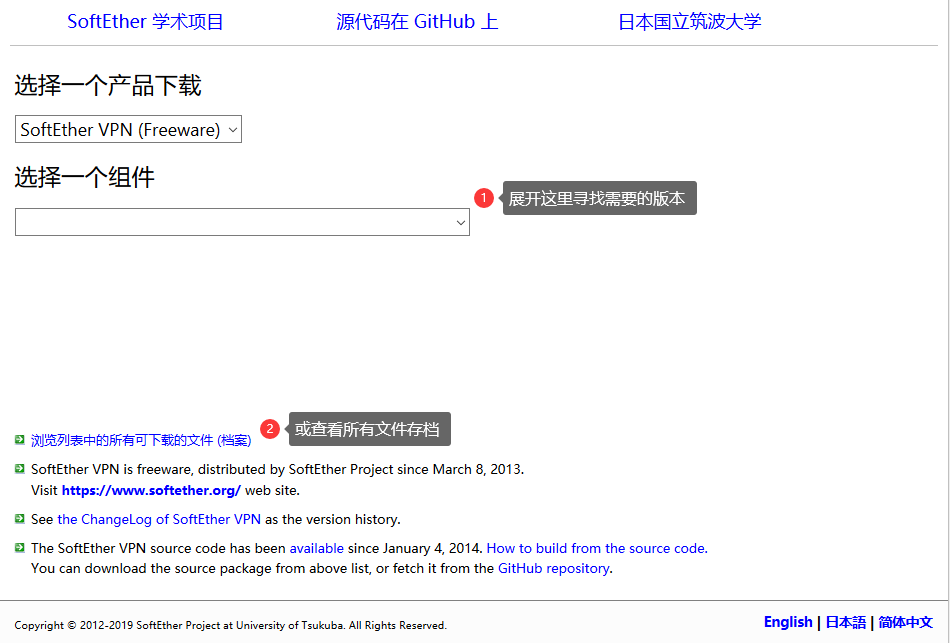 SoftEther 学术项目 源代码在 GitHub 上 日本国立筑波大学
选择一个产品下载
SoftEther VPN (Freeware)
选择一个组件
1 展开这里寻找需要的版本
浏览列表中的所有可下载的文件 (档案) 2 或查看所有文件存档
SoftEther VPN is freeware, distributed by SoftEther Project since March 8, 2013.
Visit https://www.softether.org/ web site.
See the ChangeLog of SoftEther VPN as the version history.
The SoftEther VPN source code has been available since January 4, 2014. How to build from the source code.
You can download the source package from above list, or fetch it from the GitHub repository.
Copyright © 2012-2019 SoftEther Project at University of Tsukuba. All Rights Reserved.
English | 日本語 | 简体中文